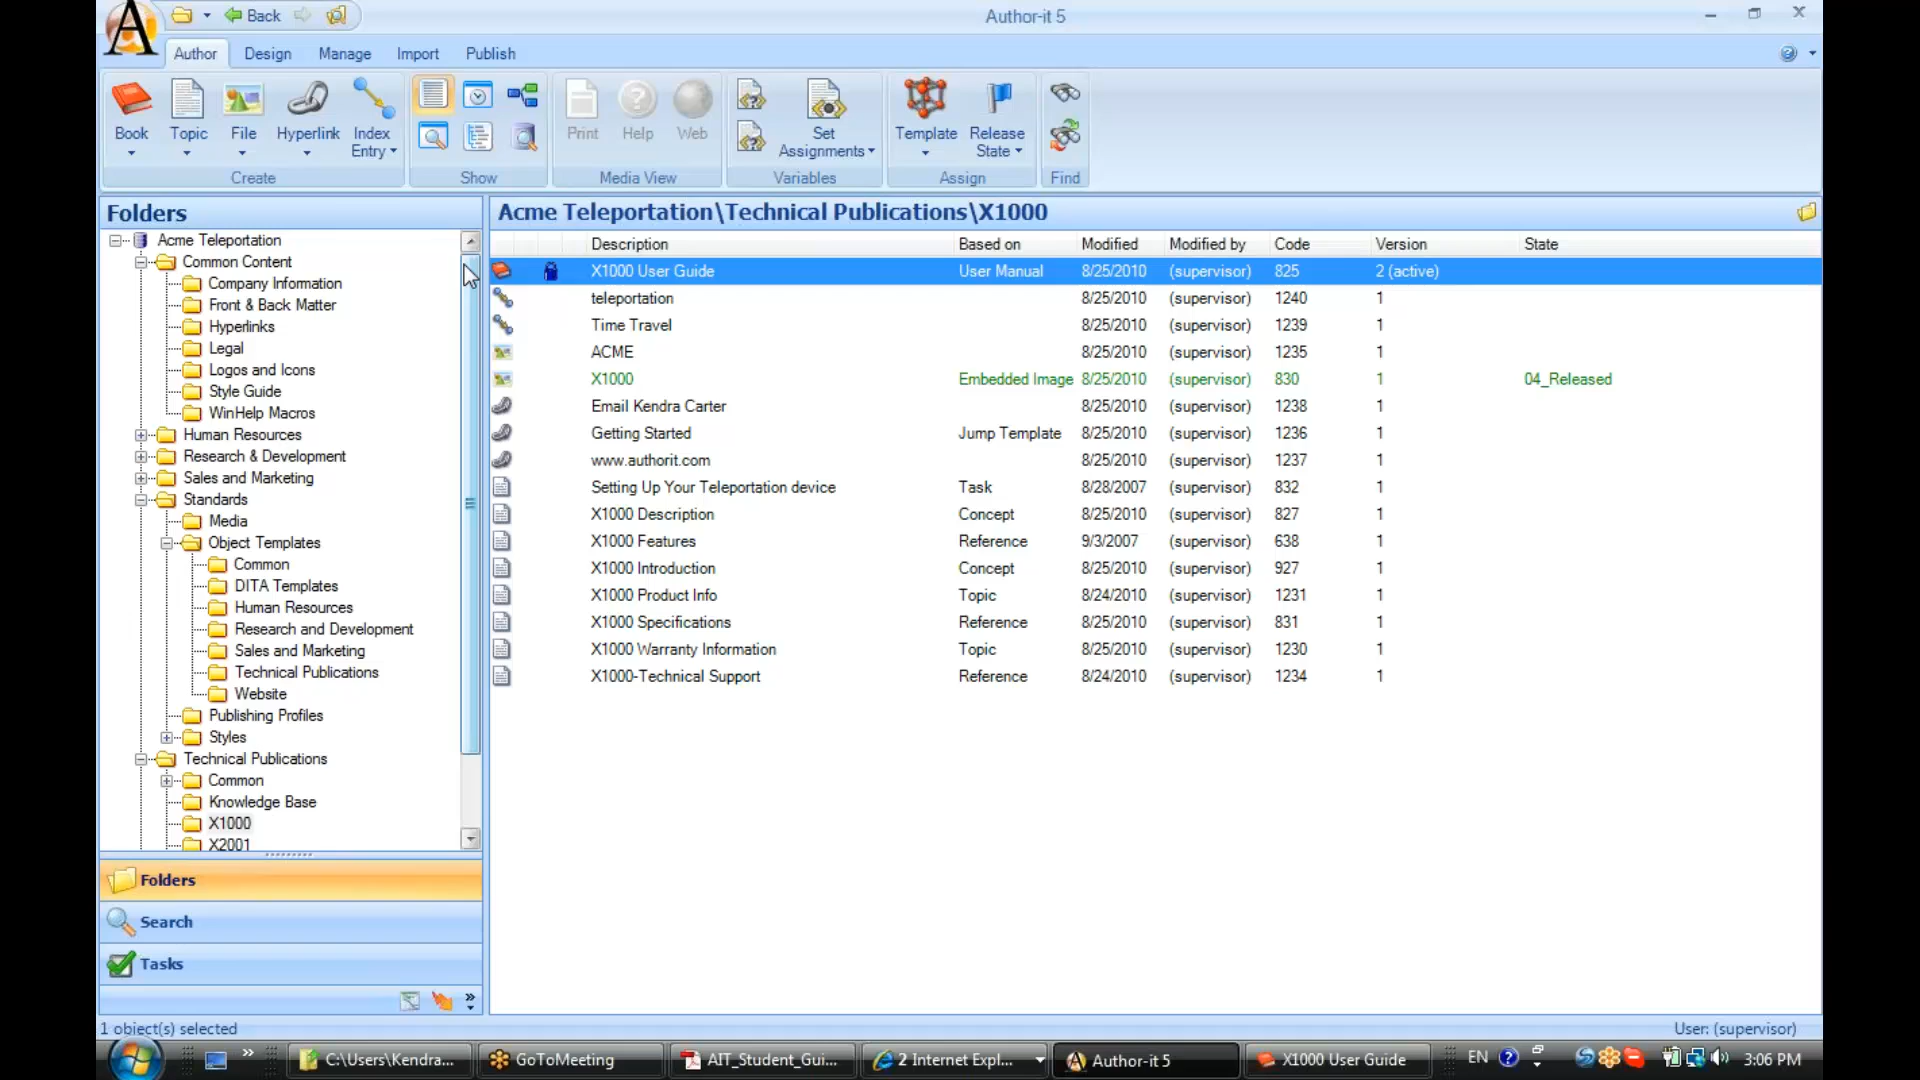 Back
Author-it 5
Author Design Manage Import Publish
Book Topic File Hyperlink Index Entry
Print Help Web
Set Assignments
Template Release State
Create Show Media View Variables Assign Find
Folders
Acme Teleportation\Technical Publications\X1000
Acme Teleportation
Common Content
Company Information
Front & Back Matter
Hyperlinks
Legal
Logos and Icons
Style Guide
WinHelp Macros
Human Resources
Research & Development
Sales and Marketing
Standards
Media
Object Templates
Common
DITA Templates
Human Resources
Research and Development
Sales and Marketing
Technical Publications
Website
Publishing Profiles
Styles
Technical Publications
Common
Knowledge Base
X1000
X2001
Folders
Search
Tasks
Description Based on Modified Modified by Code Version State
X1000 User Guide User Manual 8/25/2010 (supervisor) 825 2 (active)
teleportation 8/25/2010 (supervisor) 1240 1
Time Travel 8/25/2010 (supervisor) 1239 1
ACME 8/25/2010 (supervisor) 1235 1
X1000 Embedded Image 8/25/2010 (supervisor) 830 1 04_Released
Email Kendra Carter 8/25/2010 (supervisor) 1238 1
Getting Started Jump Template 8/25/2010 (supervisor) 1236 1
www.authorit.com 8/25/2010 (supervisor) 1237 1
Setting Up Your Teleportation device Task 8/28/2007 (supervisor) 832 1
X1000 Description Concept 8/25/2010 (supervisor) 827 1
X1000 Features Reference 9/3/2007 (supervisor) 638 1
X1000 Introduction Concept 8/25/2010 (supervisor) 927 1
X1000 Product Info Topic 8/24/2010 (supervisor) 1231 1
X1000 Specifications Reference 8/25/2010 (supervisor) 831 1
X1000 Warranty Information Topic 8/25/2010 (supervisor) 1230 1
X1000-Technical Support Reference 8/24/2010 (supervisor) 1234 1
1 object(s) selected
User: (supervisor)
C:\Users\Kendra... GoToMeeting AIT_Student_Gui... 2 Internet Expl... Author-it 5 X1000 User Guide EN 3:06 PM